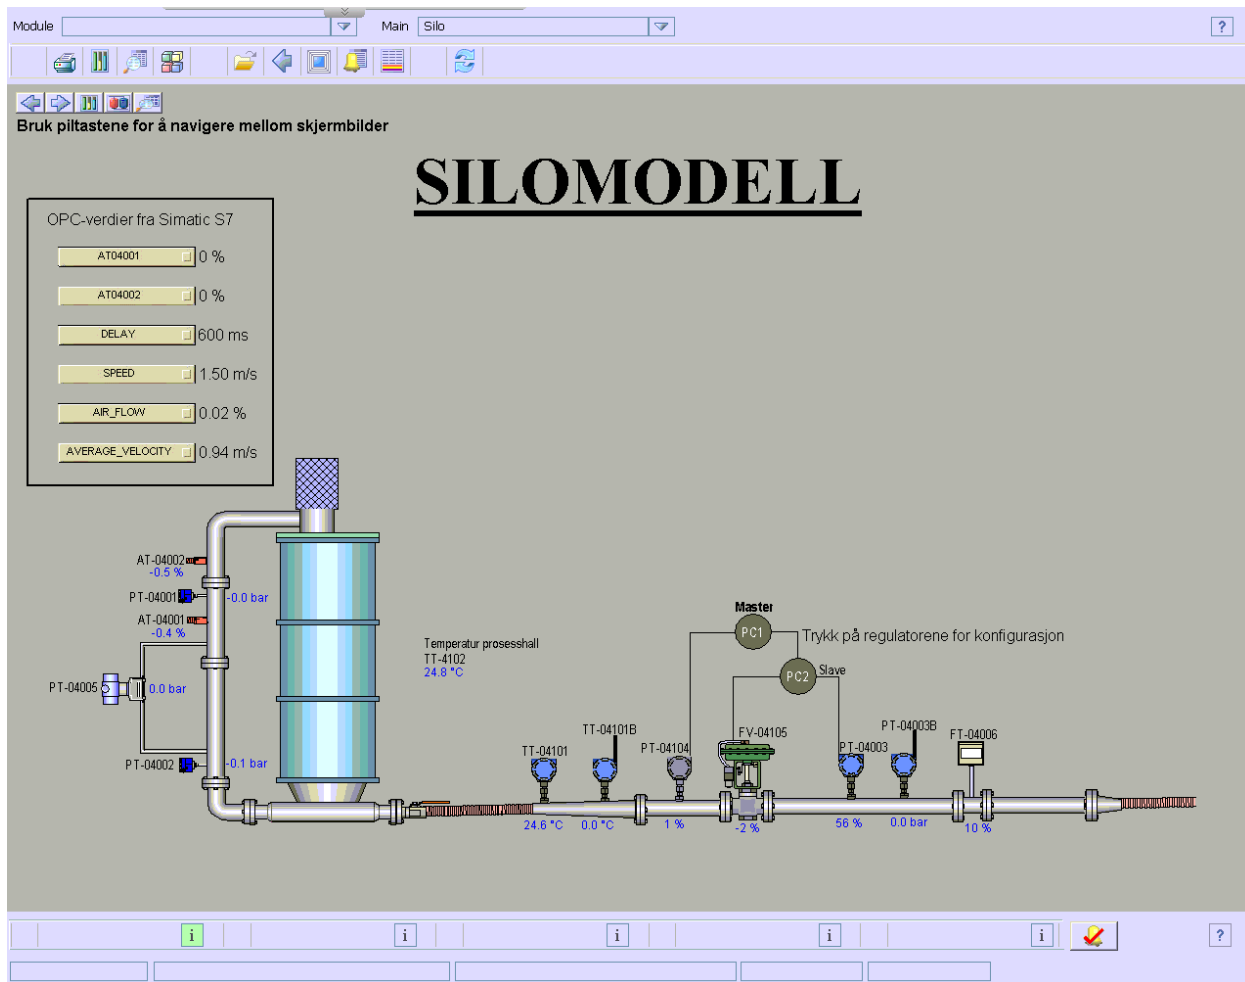 Module
Main Silo
?
Bruk piltastene for å navigere mellom skjermbilder
SILOMODELL
OPC-verdier fra Simatic S7
AT04001 0 %
AT04002 0 %
DELAY 600 ms
SPEED 1.50 m/s
AIR_FLOW 0.02 %
AVERAGE_VELOCITY 0.94 m/s
AT-04002
-0.5 %
PT-04001 -0.0 bar
AT-04001
-0.4 %
PT-04005 0.0 bar
PT-04002 -0.1 bar
Temperatur prosesshall
TT-4102
24.8 °C
Master
PC1
Trykk på regulatorene for konfigurasjon
PC2 Slave
TT-04101
TT-04101B
PT-04104
FV-04105
PT-04003
PT-04003B
FT-04006
24.6 °C 0.0 °C 1 % -2 % 56 % 0.0 bar 10 %
i i i i i ?